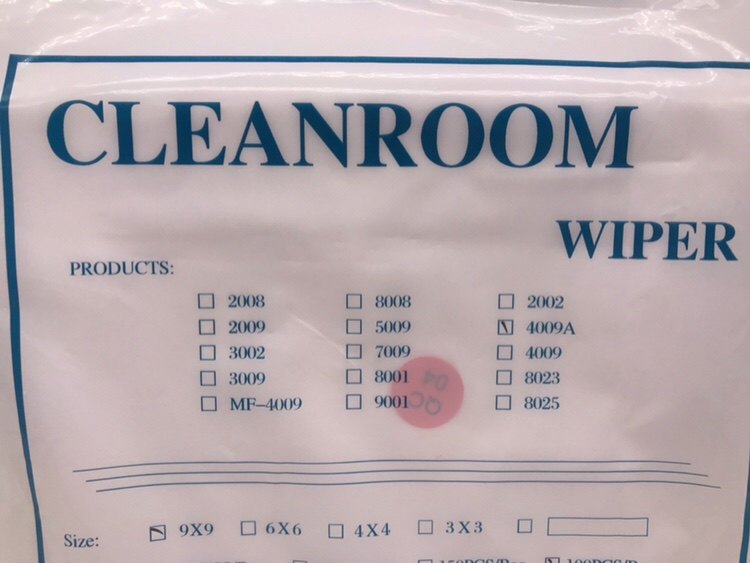 CLEANROOM
WIPER
PRODUCTS:
2008 8008 2002
2009 5009 4009A
3002 7009 4009
3009 8001 8023
MF-4009 9001 8025
QC
04
Size: 9X9 6X6 4X4 3X3